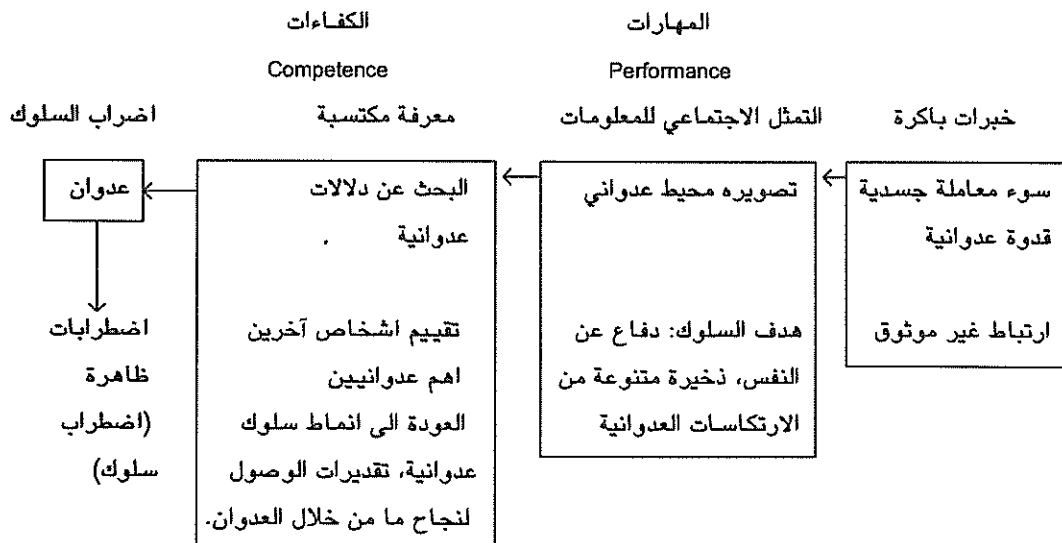 المهارات
Performance
الكفاءات
Competence
خبرات باكرة
التمثل الاجتماعي للمعلومات
معرفة مكتسبة
اضراب السلوك
سوء معاملة جسدية
قدوة عدوانية
ارتباط غير موثوق
تصويره محيط عدواني
هدف السلوك: دفاع عن
النفس، ذخيرة متنوعة من
الارتكاسات العدوانية
البحث عن دلالات
عدوانية .
تقييم اشخاص آخرين
اهم عدوانيين
العودة الى انماط سلوك
عدوانية، تقديرات الوصول
لنجاح ما من خلال العدوان.
عدوان
اضطرابات
ظاهرة
(اضطراب
سلوك)